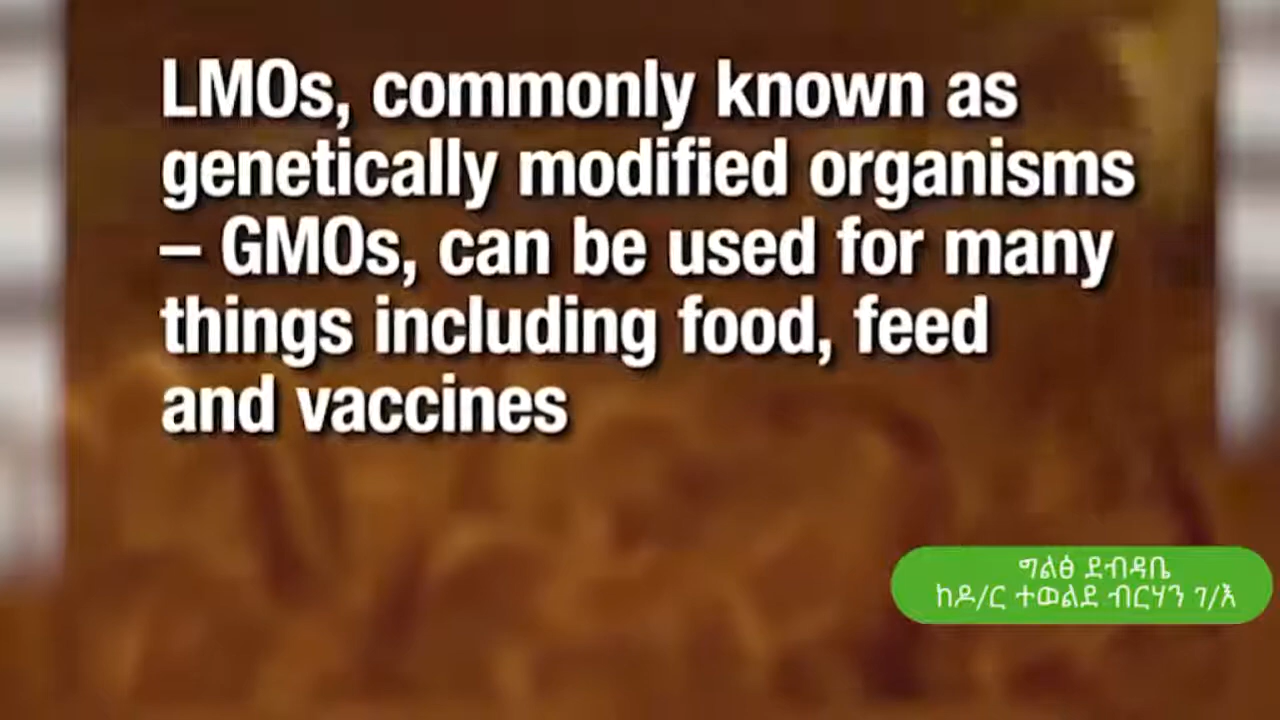 LMOs, commonly known as
genetically modified organisms
– GMOs, can be used for many
things including food, feed
and vaccines
ግልፅ ደብዳቤ
ከዶ/ር ተወልደ ብርሃን ገ/እ